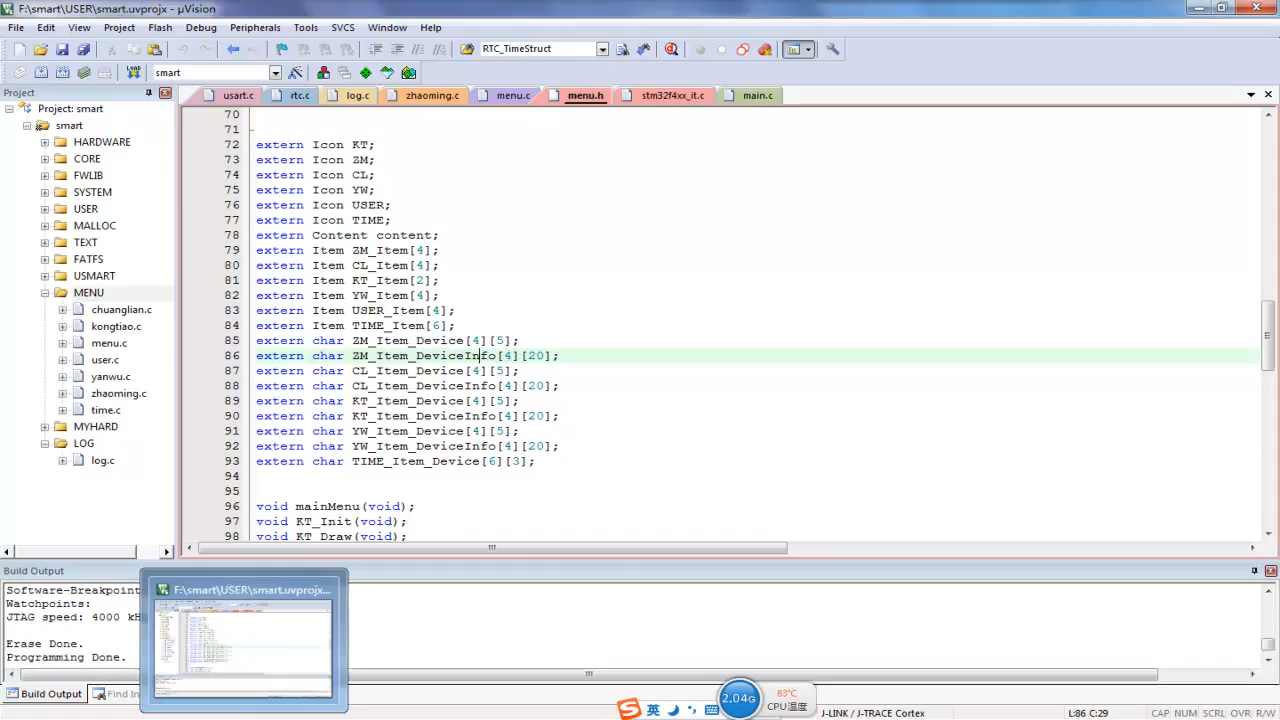 F:\smart\USER\smart.uvprojx - µVision
File Edit View Project Flash Debug Peripherals Tools SVCS Window Help
RTC_TimeStruct
LOAD smart
Project
usart.c rtc.c log.c zhaoming.c menu.c menu.h stm32f4xx_it.c main.c
Project: smart
smart
HARDWARE
CORE
FWLIB
SYSTEM
USER
MALLOC
TEXT
FATFS
USMART
MENU
chuanglian.c
kongtiao.c
menu.c
user.c
yanwu.c
zhaoming.c
time.c
MYHARD
LOG
log.c
70
71
72 extern Icon KT;
73 extern Icon ZM;
74 extern Icon CL;
75 extern Icon YW;
76 extern Icon USER;
77 extern Icon TIME;
78 extern Content content;
79 extern Item ZM_Item[4];
80 extern Item CL_Item[4];
81 extern Item KT_Item[2];
82 extern Item YW_Item[4];
83 extern Item USER_Item[4];
84 extern Item TIME_Item[6];
85 extern char ZM_Item_Device[4][5];
86 extern char ZM_Item_DeviceInfo[4][20];
87 extern char CL_Item_Device[4][5];
88 extern char CL_Item_DeviceInfo[4][20];
89 extern char KT_Item_Device[4][5];
90 extern char KT_Item_DeviceInfo[4][20];
91 extern char YW_Item_Device[4][5];
92 extern char YW_Item_DeviceInfo[4][20];
93 extern char TIME_Item_Device[6][3];
94
95
96 void mainMenu(void);
97 void KT_Init(void);
98 void KT_Draw(void);
Build Output
Software-Breakpoint
Watchpoints:
JTAG speed: 4000 kH
Erase Done.
Programming Done.
F:\smart\USER\smart.uvprojx...
Build Output Find In
英 2.04G 83°C
CPU温度
J-LINK / J-TRACE Cortex L:86 C:29 CAP NUM SCRL OVR R/W